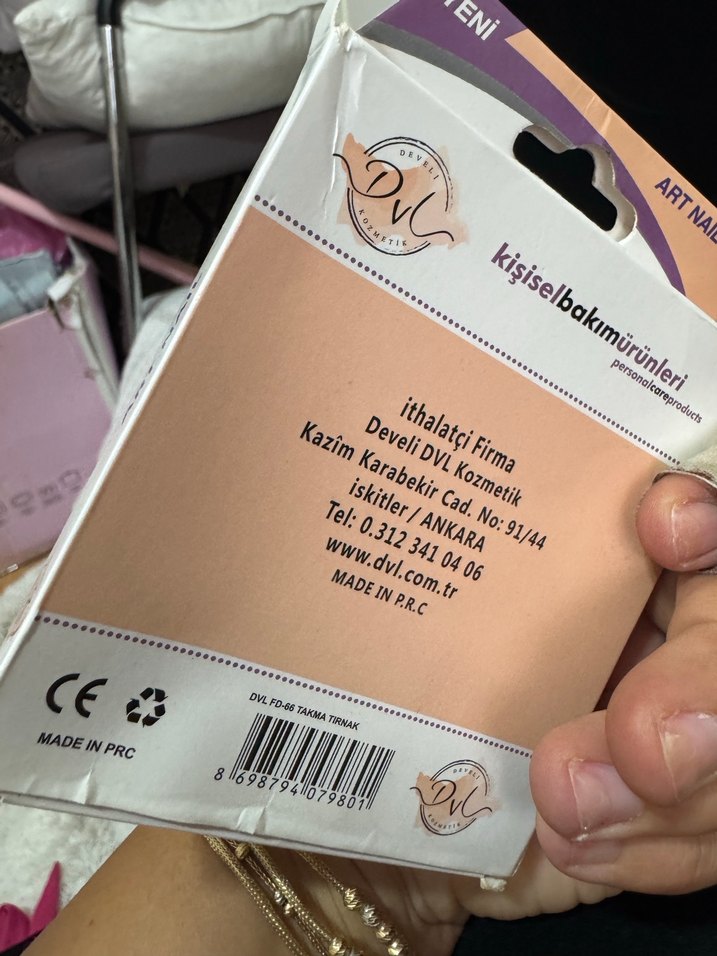 YENİ
ART NAIL
DEVELİ
DvL
KOZMETİK
kişiselbakımürünleri
personalcareproducts
ithalatçi Firma
Develi DVL Kozmetik
Kazîm Karabekir Cad. No: 91/44
iskitler / ANKARA
Tel: 0.312 341 04 06
www.dvl.com.tr
MADE IN P.R.C
CE
MADE IN PRC
DVL FD-66 TAKMA TIRNAK
8 698794 079801
DEVELİ
DvL
KOZMETİK